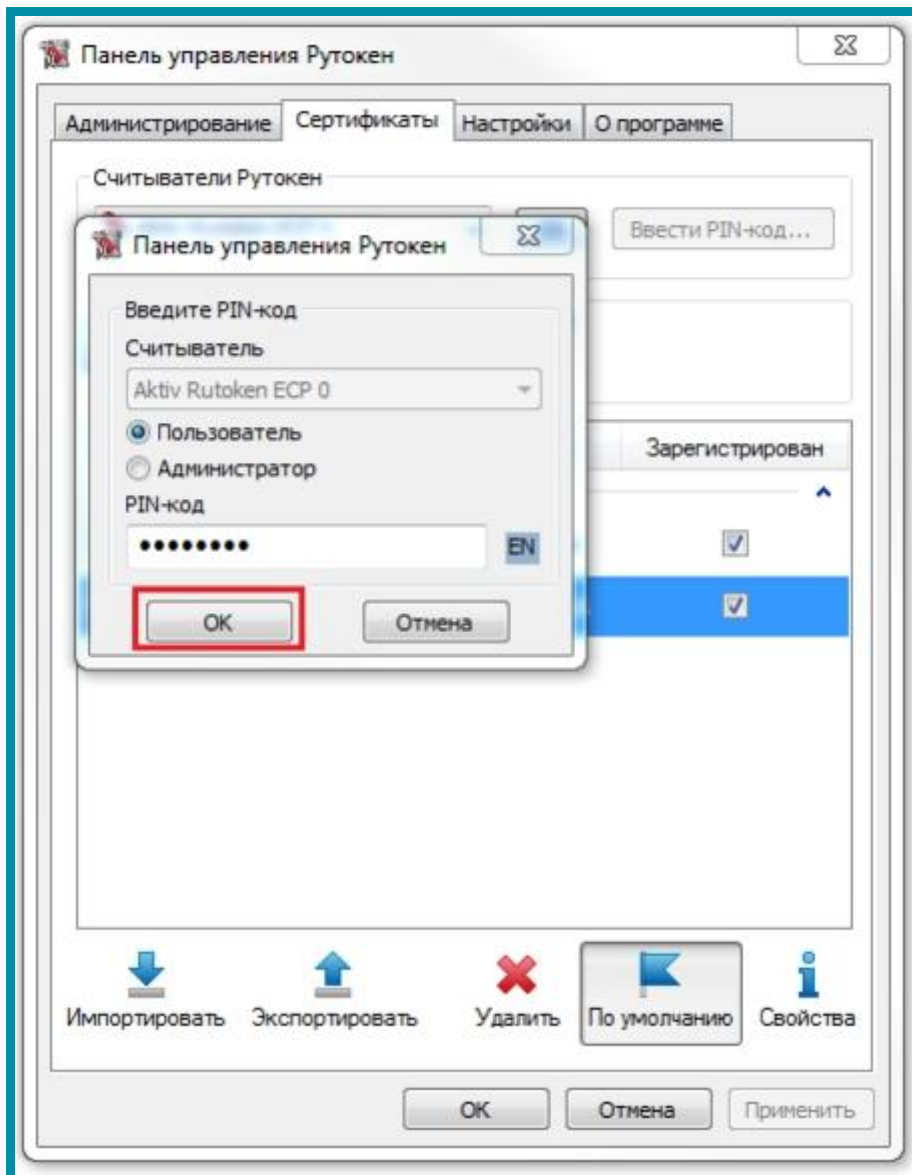 Панель управления Рутокен
Администрирование Сертификаты Настройки О программе
Считыватели Рутокен
Ввести PIN-код...
Панель управления Рутокен
Введите PIN-код
Считыватель
Aktiv Rutoken ECP 0
Пользователь
Администратор
PIN-код
EN
OK Отмена
Зарегистрирован
Импортировать Экспортировать Удалить По умолчанию Свойства
OK Отмена Применить